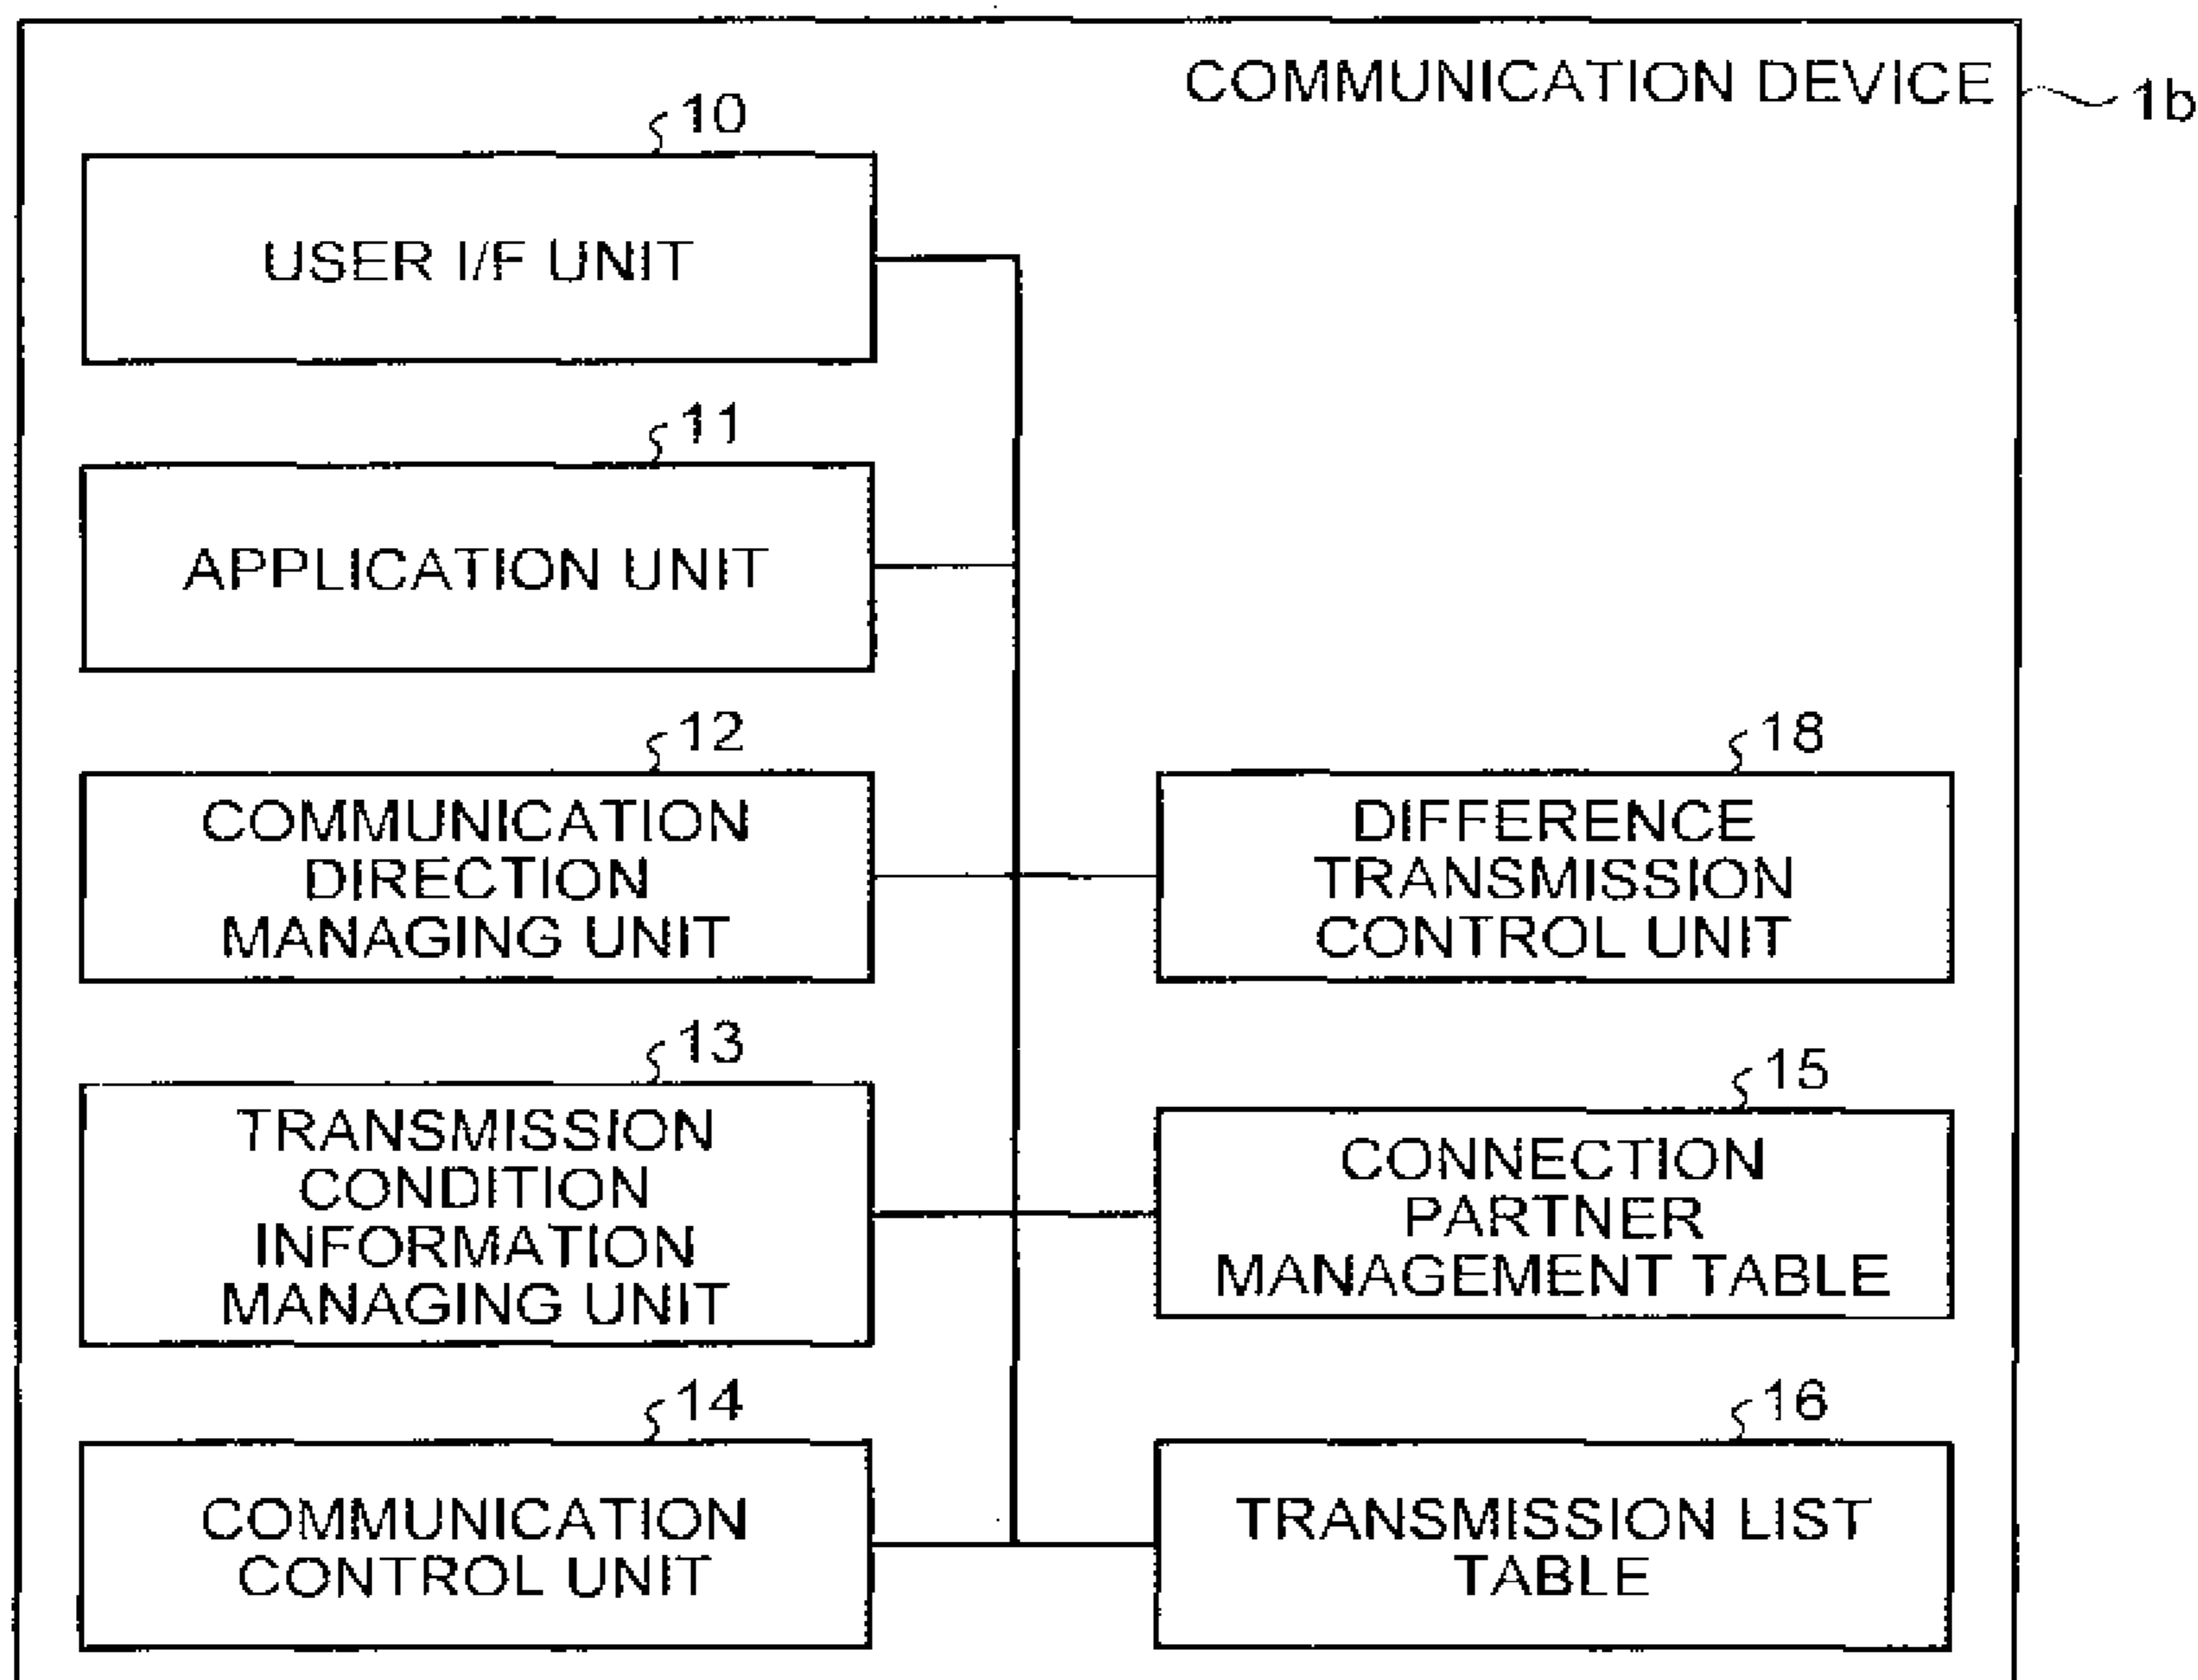 COMMUNICATION DEVICE
1b
10
USER I/F UNIT
11
APPLICATION UNIT
12
COMMUNICATION
DIRECTION
MANAGING UNIT
18
DIFFERENCE
TRANSMISSION
CONTROL UNIT
13
TRANSMISSION
CONDITION
INFORMATION
MANAGING UNIT
15
CONNECTION
PARTNER
MANAGEMENT TABLE
14
COMMUNICATION
CONTROL UNIT
16
TRANSMISSION LIST
TABLE